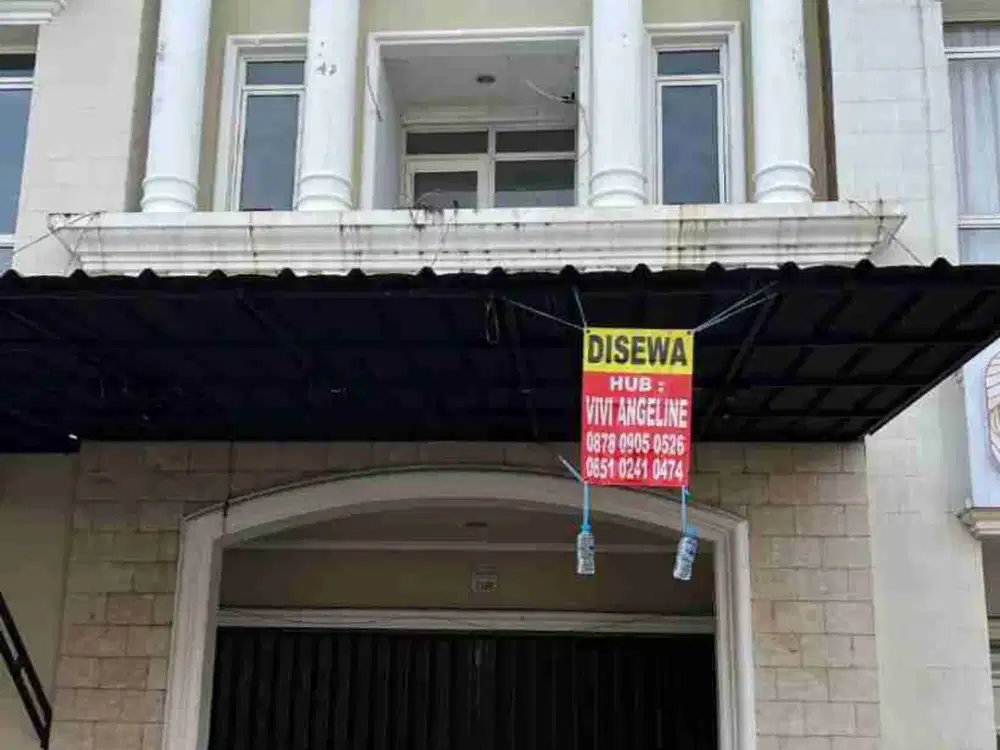 DISEWA
HUB :
VIVI ANGELINE
0878 0905 0526
0851 0241 0474